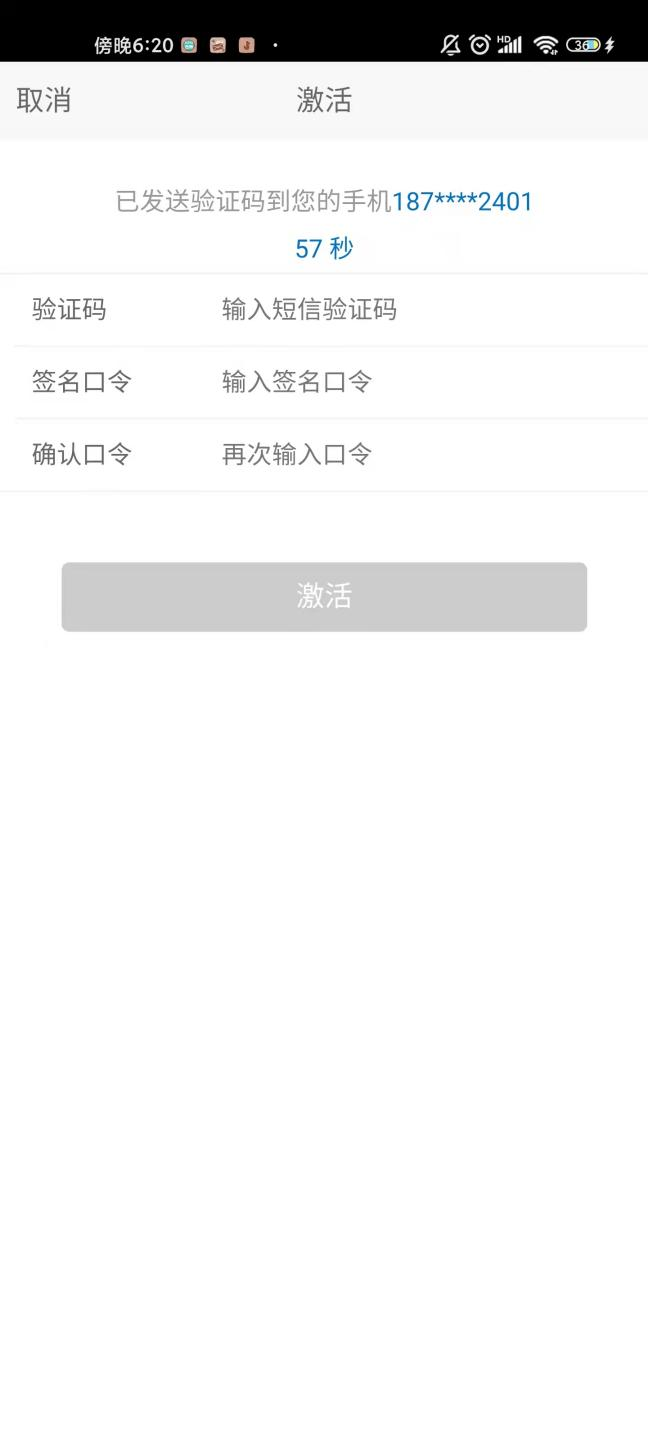 傍晚6:20 HD 36
取消 激活
已发送验证码到您的手机187****2401
57 秒
验证码 输入短信验证码
签名口令 输入签名口令
确认口令 再次输入口令
激活